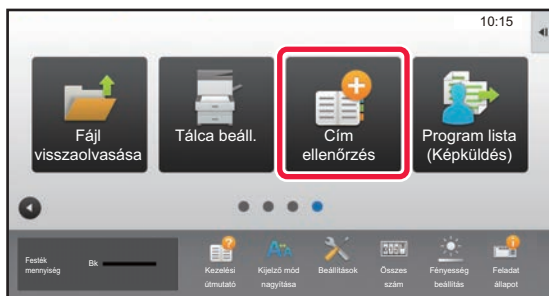 10:15
Fájl
visszaolvasása
Tálca beáll.
Cím
ellenőrzés
Program lista
(Képküldés)
Festék
mennyiség
Bk
Kezelési
útmutató
Kijelző mód
nagyítása
Beállítások
Összes
szám
Fényesség
beállítás
Feladat
állapot